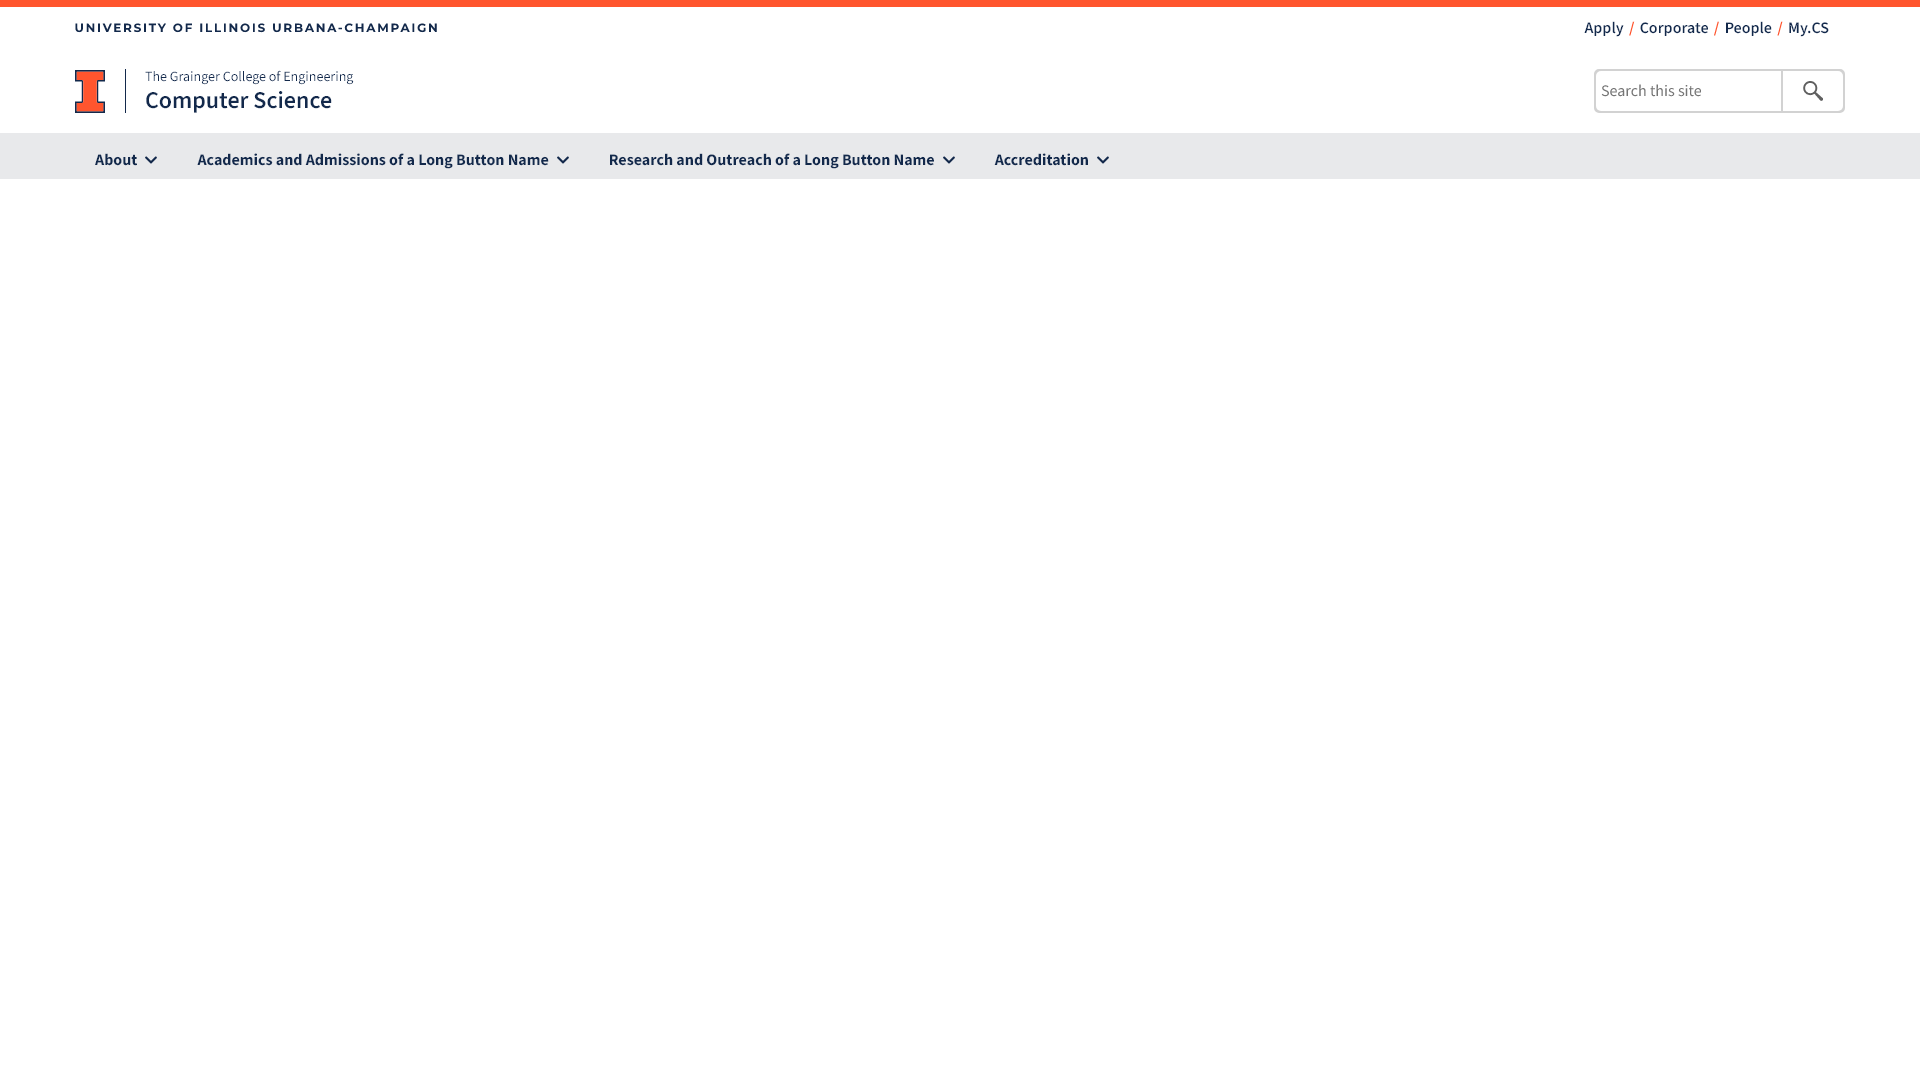 UNIVERSITY OF ILLINOIS URBANA-CHAMPAIGN
Apply / Corporate / People / My.CS
The Grainger College of Engineering
Computer Science
Search this site
About
Academics and Admissions of a Long Button Name
Research and Outreach of a Long Button Name
Accreditation